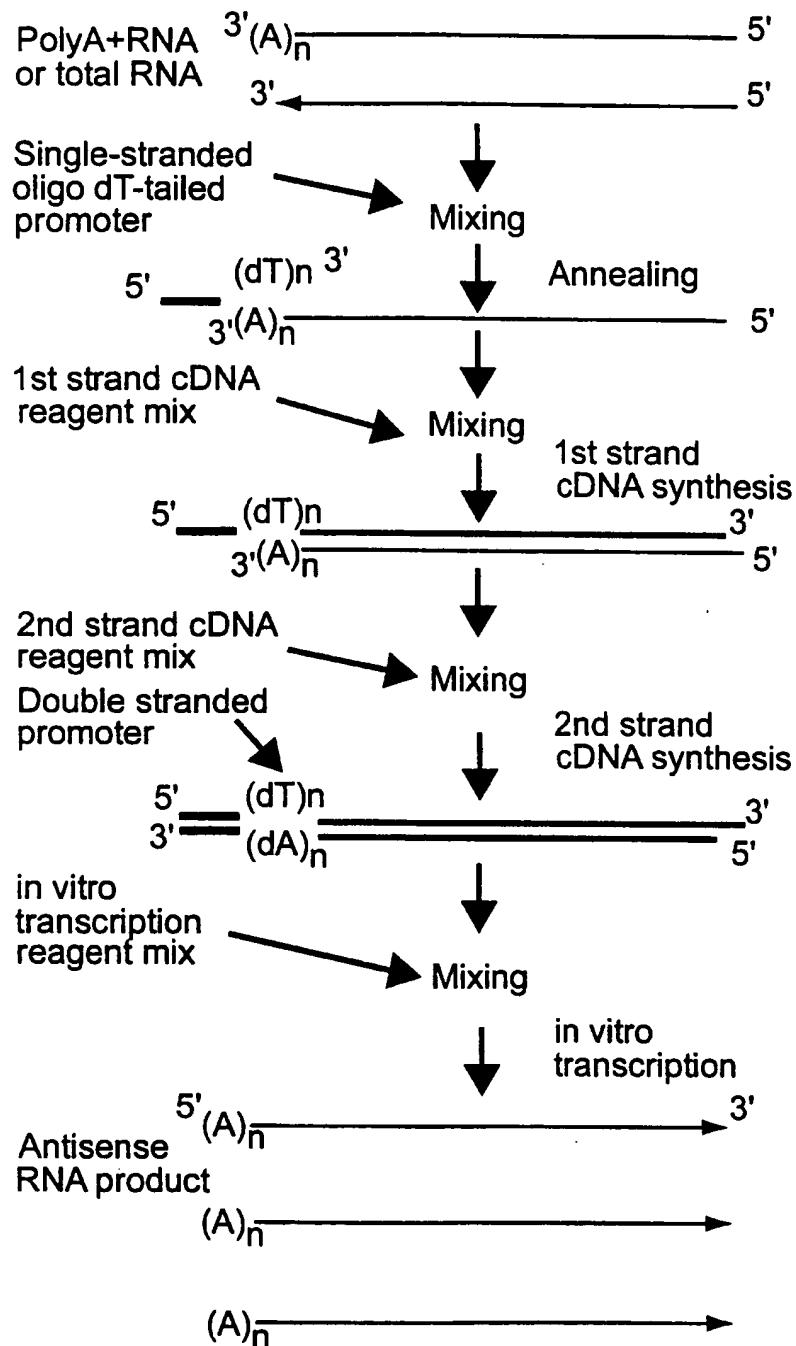 PolyA+RNA
or total RNA
3'(A)n 5'
3' 5'
Single-stranded
oligo dT-tailed
promoter
Mixing
5' (dT)n 3' Annealing
3'(A)n 5'
1st strand cDNA
reagent mix
Mixing
1st strand
cDNA synthesis
5' (dT)n 3'
3'(A)n 5'
2nd strand cDNA
reagent mix
Mixing
Double stranded
promoter
2nd strand
cDNA synthesis
5' (dT)n 3'
3' (dA)n 5'
in vitro
transcription
reagent mix
Mixing
in vitro
transcription
5'(A)n 3'
Antisense
RNA product
(A)n
(A)n